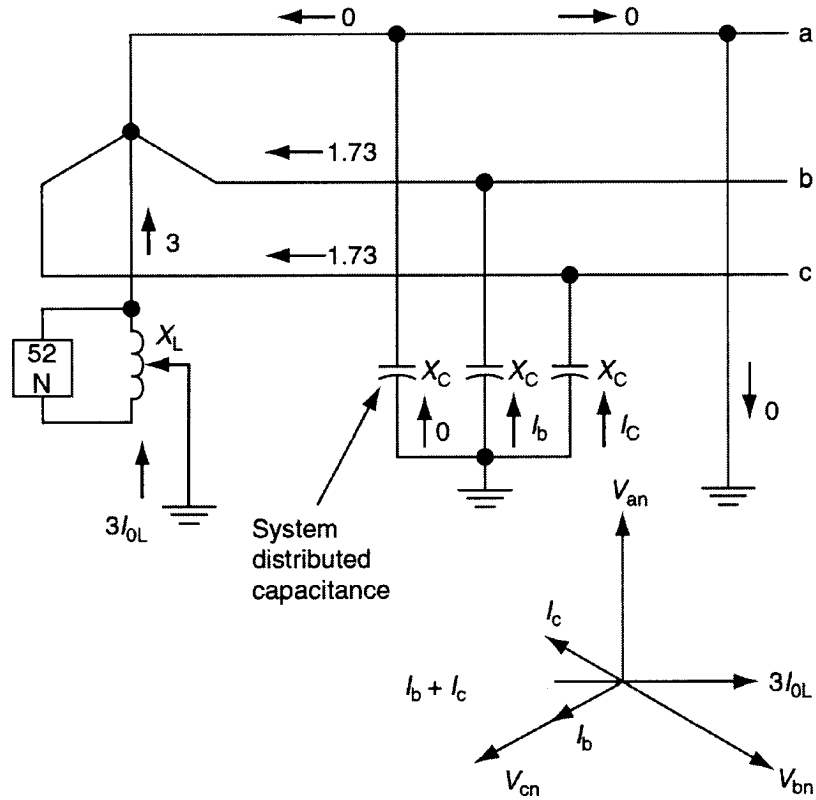 0
0
a
1.73
b
3
1.73
c
52
N
X_L
X_C
X_C
X_C
0
I_b
I_C
0
3I_0L
System
distributed
capacitance
V_an
I_c
I_b + I_c
3I_0L
I_b
V_cn
V_bn